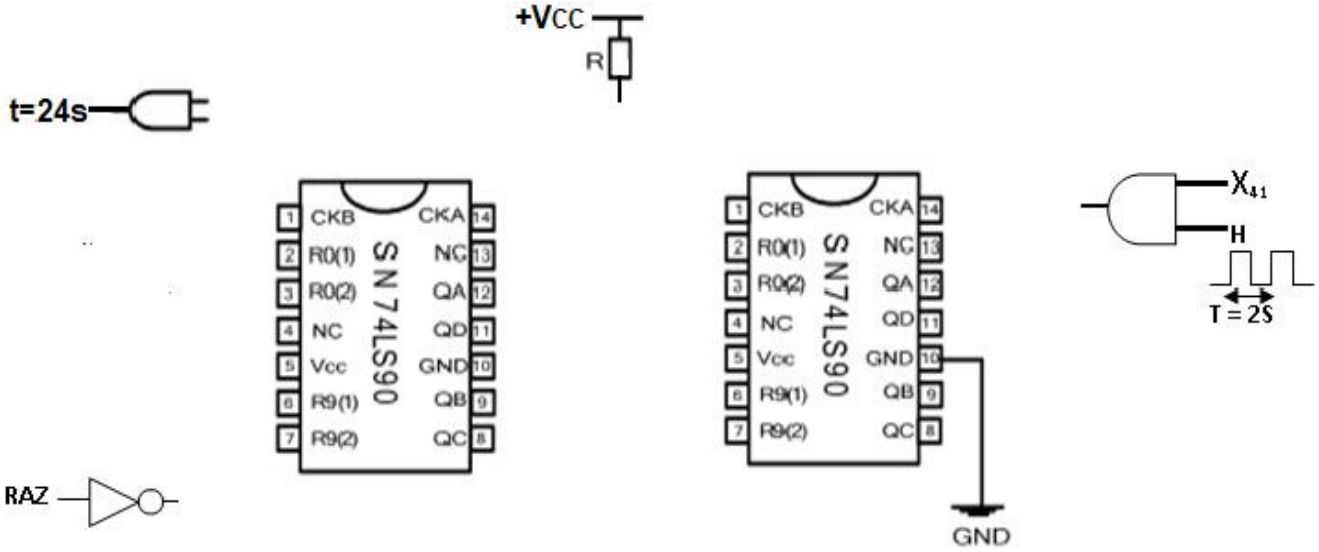 +VCC
R
t=24s
1 CKB CKA 14
2 R0(1) NC 13
3 R0(2) QA 12
4 NC QD 11
5 Vcc GND 10
6 R9(1) QB 9
7 R9(2) QC 8
SN74LS90
1 CKB CKA 14
2 R0(1) NC 13
3 R0(2) QA 12
4 NC QD 11
5 Vcc GND 10
6 R9(1) QB 9
7 R9(2) QC 8
SN74LS90
X41
H
T = 2S
RAZ
GND